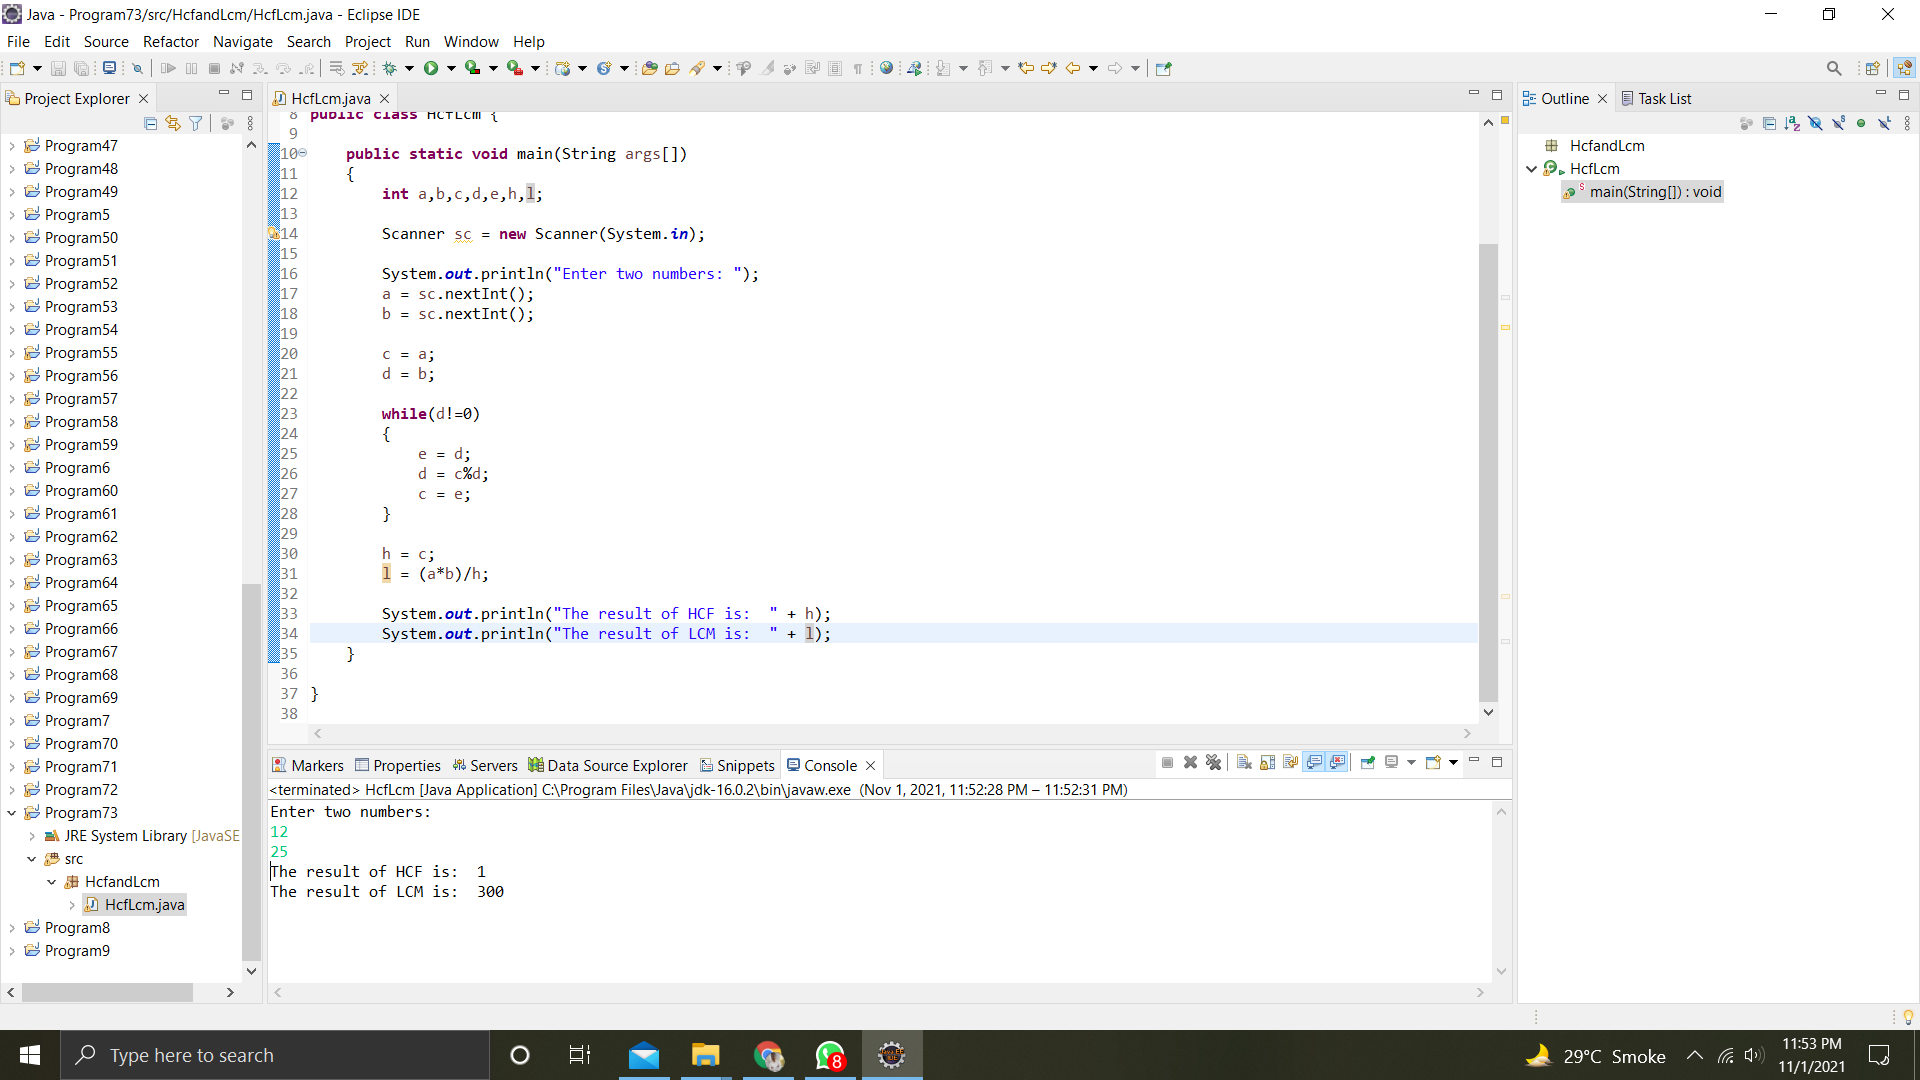 Java - Program73/src/HcfandLcm/HcfLcm.java - Eclipse IDE
File Edit Source Refactor Navigate Search Project Run Window Help
Project Explorer
Program47
Program48
Program49
Program5
Program50
Program51
Program52
Program53
Program54
Program55
Program56
Program57
Program58
Program59
Program6
Program60
Program61
Program62
Program63
Program64
Program65
Program66
Program67
Program68
Program69
Program7
Program70
Program71
Program72
Program73
JRE System Library [JavaSE
src
HcfandLcm
HcfLcm.java
Program8
Program9
HcfLcm.java
8 public class HcfLcm {
9
10 public static void main(String args[])
11 {
12 int a,b,c,d,e,h,l;
13
14 Scanner sc = new Scanner(System.in);
15
16 System.out.println("Enter two numbers: ");
17 a = sc.nextInt();
18 b = sc.nextInt();
19
20 c = a;
21 d = b;
22
23 while(d!=0)
24 {
25 e = d;
26 d = c%d;
27 c = e;
28 }
29
30 h = c;
31 l = (a*b)/h;
32
33 System.out.println("The result of HCF is:  " + h);
34 System.out.println("The result of LCM is:  " + l);
35 }
36
37 }
38
Outline Task List
HcfandLcm
HcfLcm
main(String[]) : void
Markers Properties Servers Data Source Explorer Snippets Console
<terminated> HcfLcm [Java Application] C:\Program Files\Java\jdk-16.0.2\bin\javaw.exe (Nov 1, 2021, 11:52:28 PM – 11:52:31 PM)
Enter two numbers:
12
25
The result of HCF is:  1
The result of LCM is:  300
Type here to search
8
29°C Smoke
11:53 PM
11/1/2021